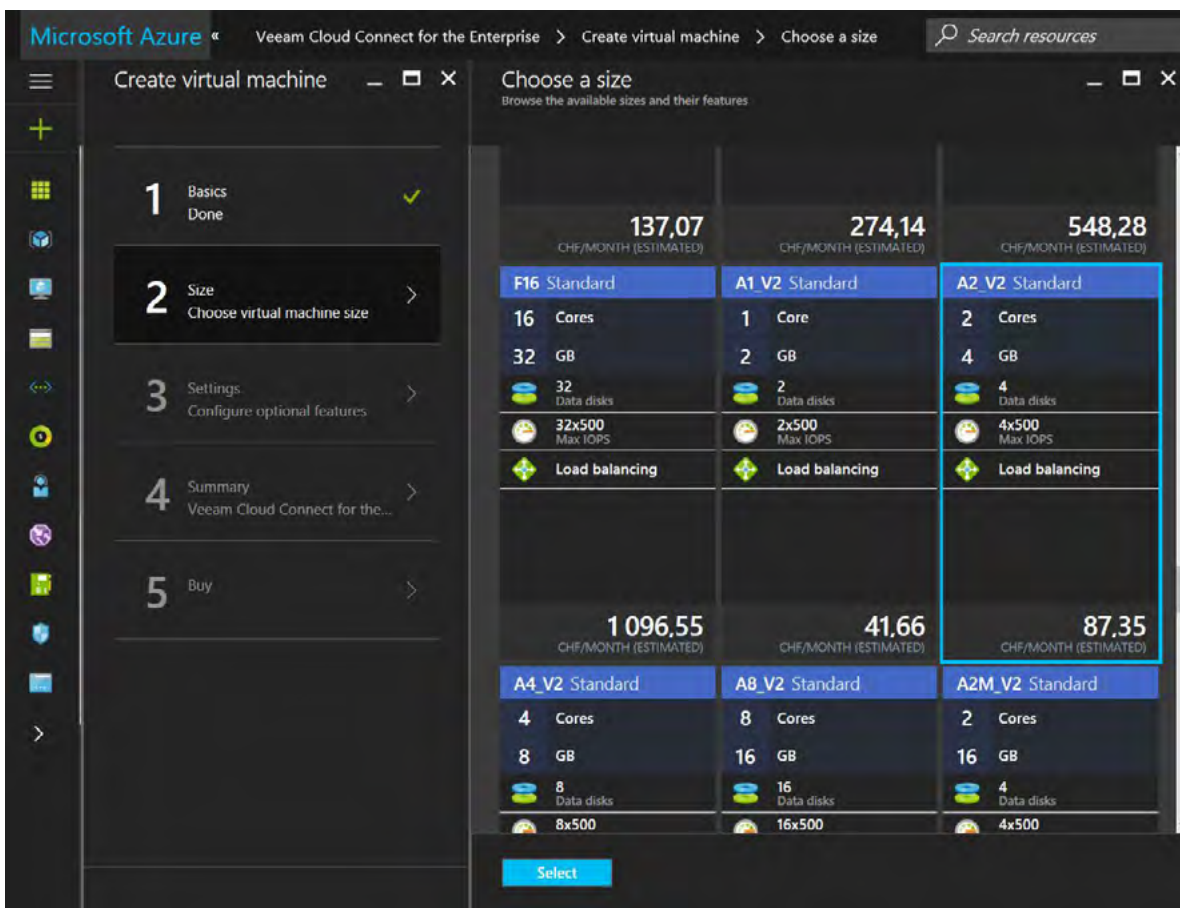 Microsoft Azure «
Veeam Cloud Connect for the Enterprise > Create virtual machine > Choose a size
Search resources
Create virtual machine
1
Basics
Done
2
Size
Choose virtual machine size
3
Settings
Configure optional features
4
Summary
Veeam Cloud Connect for the...
5
Buy
Choose a size
Browse the available sizes and their features
137,07
CHF/MONTH (ESTIMATED)
274,14
CHF/MONTH (ESTIMATED)
548,28
CHF/MONTH (ESTIMATED)
F16 Standard
16 Cores
32 GB
32
Data disks
32x500
Max IOPS
Load balancing
1 096,55
CHF/MONTH (ESTIMATED)
A1_V2 Standard
1 Core
2 GB
2
Data disks
2x500
Max IOPS
Load balancing
41,66
CHF/MONTH (ESTIMATED)
A2_V2 Standard
2 Cores
4 GB
4
Data disks
4x500
Max IOPS
Load balancing
87,35
CHF/MONTH (ESTIMATED)
A4_V2 Standard
4 Cores
8 GB
8
Data disks
8x500
A8_V2 Standard
8 Cores
16 GB
16
Data disks
16x500
A2M_V2 Standard
2 Cores
16 GB
4
Data disks
4x500
Select